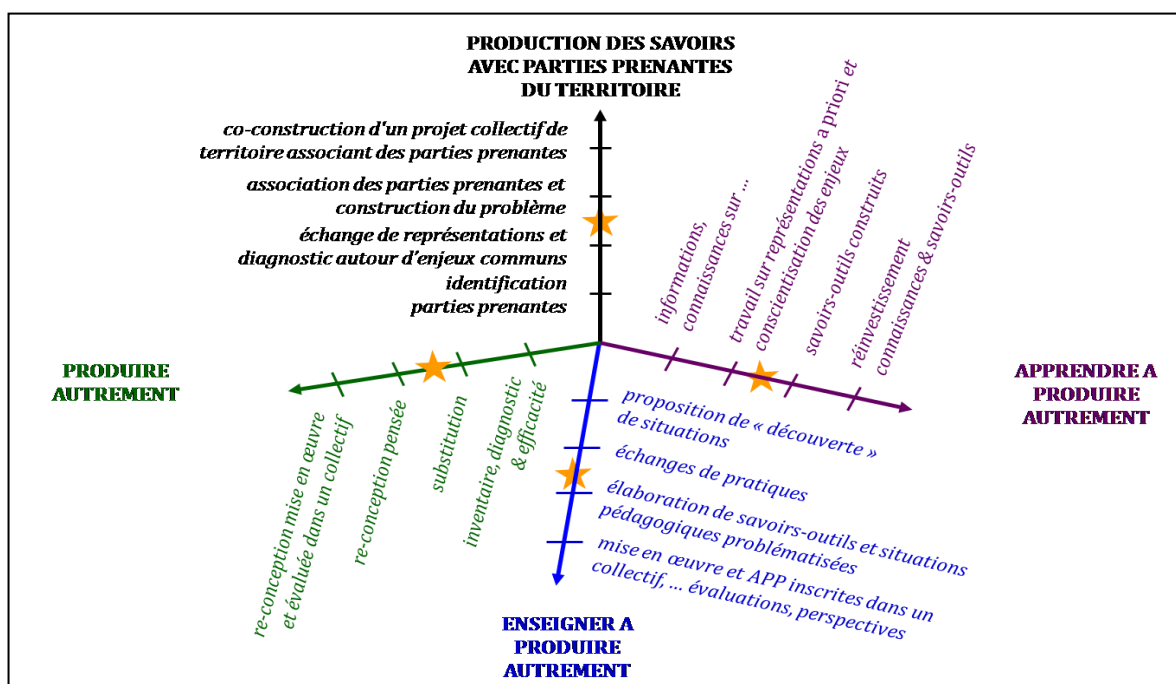 PRODUCTION DES SAVOIRS
AVEC PARTIES PRENANTES
DU TERRITOIRE
co-construction d'un projet collectif de
territoire associant des parties prenantes
association des parties prenantes et
construction du problème
échange de représentations et
diagnostic autour d'enjeux communs
identification
parties prenantes
informations,
connaissances sur ...
travail sur représentations a priori et
conscientisation des enjeux
savoirs-outils construits
réinvestissement
connaissances & savoirs-outils
PRODUIRE
AUTREMENT
APPRENDRE A
PRODUIRE
AUTREMENT
re-conception mise en œuvre
et évaluée dans un collectif
re-conception pensée
substitution
inventaire, diagnostic
& efficacité
proposition de « découverte »
de situations
échanges de pratiques
élaboration de savoirs-outils et situations
pédagogiques problématisées
mise en œuvre et APP inscrites dans un
collectif, ... évaluations, perspectives
ENSEIGNER A
PRODUIRE
AUTREMENT